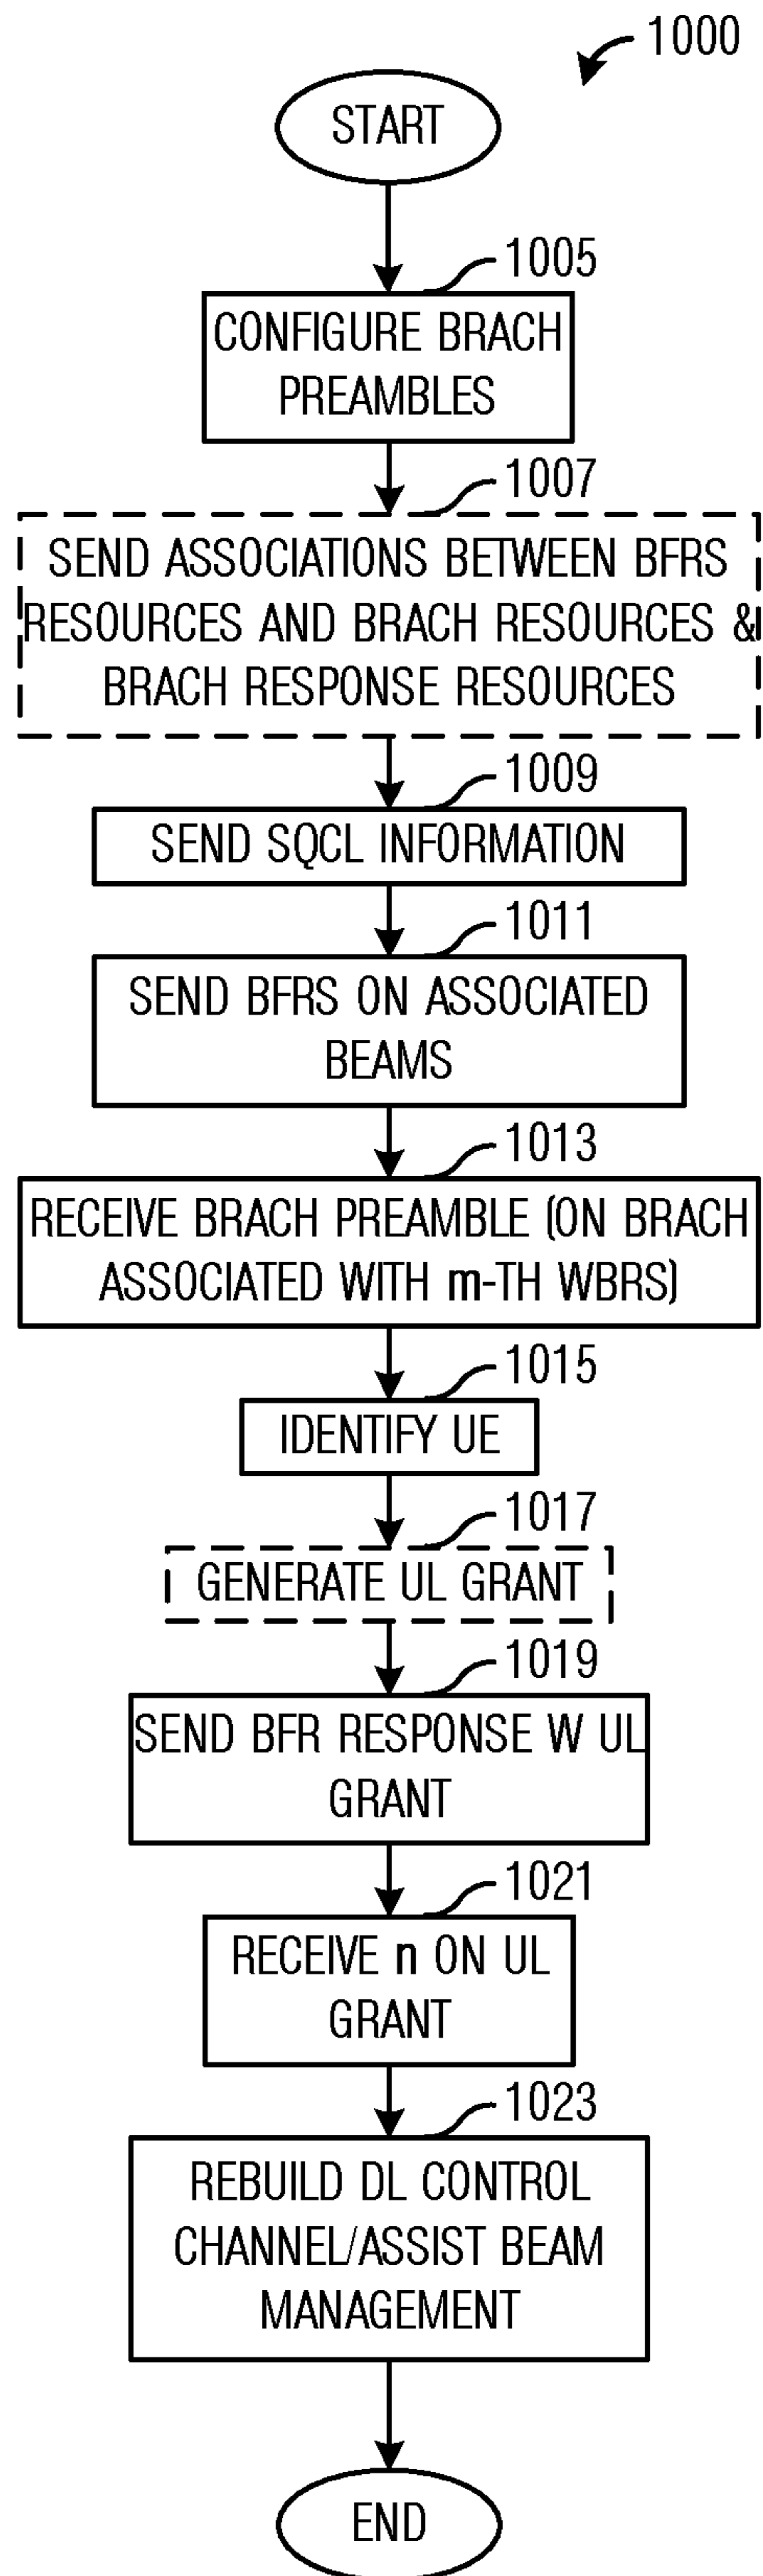 1000
START
1005
CONFIGURE BRACH
PREAMBLES
1007
SEND ASSOCIATIONS BETWEEN BFRS
RESOURCES AND BRACH RESOURCES &
BRACH RESPONSE RESOURCES
1009
SEND SQCL INFORMATION
1011
SEND BFRS ON ASSOCIATED
BEAMS
1013
RECEIVE BRACH PREAMBLE (ON BRACH
ASSOCIATED WITH m-TH WBRS)
1015
IDENTIFY UE
1017
GENERATE UL GRANT
1019
SEND BFR RESPONSE W UL
GRANT
1021
RECEIVE n ON UL
GRANT
1023
REBUILD DL CONTROL
CHANNEL/ASSIST BEAM
MANAGEMENT
END